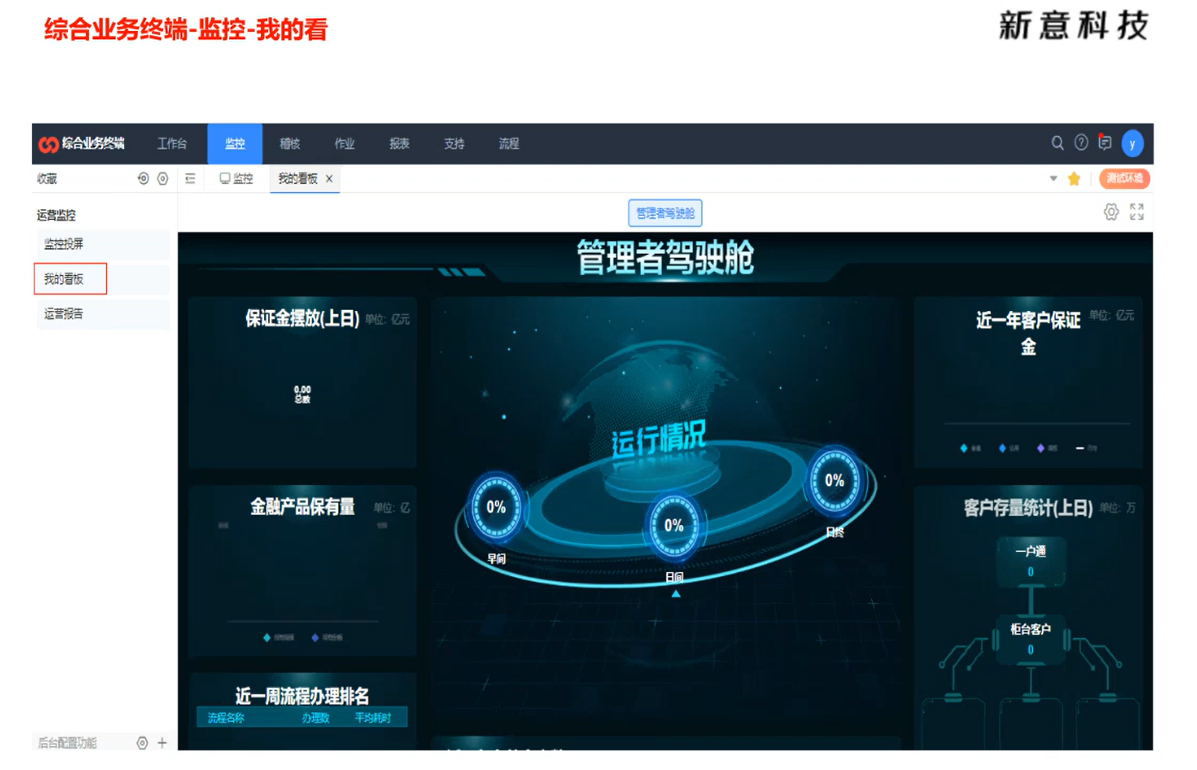 综合业务终端-监控-我的看
新意科技
综合业务终端 工作台 监控 稽核 作业 报表 支持 流程 y
收藏 监控 我的看板 × 测试环境
运营监控 管理者驾驶舱
监控投屏
我的看板
运营报告
管理者驾驶舱
保证金摆放(上日) 单位: 亿元
0.00
总数
金融产品保有量 单位: 亿
近一周流程办理排名
流程名称 办理数 平均耗时
运行情况
0%
早间
0%
日间
0%
日终
近一年客户保证金 单位: 亿元
客户存量统计(上日) 单位: 万
一户通
0
柜台客户
0
后台配置功能